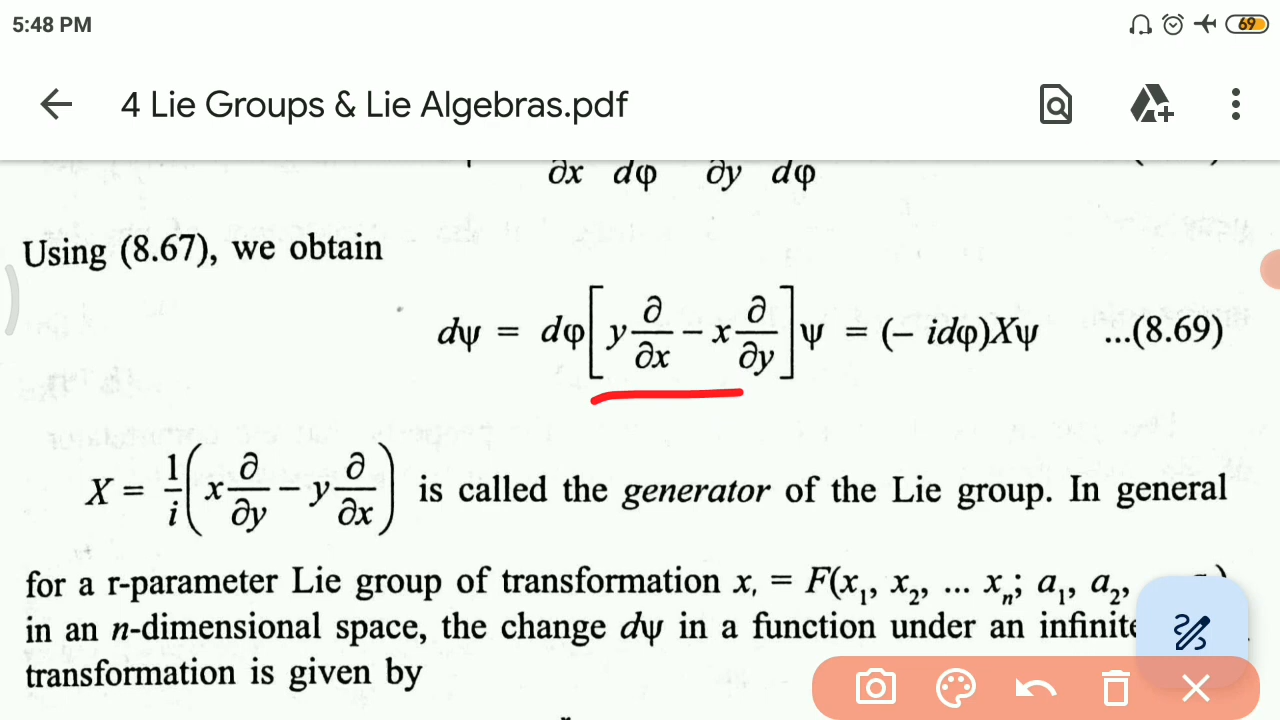 5:48 PM
69
4 Lie Groups & Lie Algebras.pdf
∂x dφ ∂y dφ
Using (8.67), we obtain
dψ = dφ[y ∂/∂x − x ∂/∂y]ψ = (− idφ)Xψ ...(8.69)
X = 1/i (x ∂/∂y − y ∂/∂x) is called the generator of the Lie group. In general
for a r-parameter Lie group of transformation x, = F(x₁, x₂, ... xₙ; a₁, a₂,
in an n-dimensional space, the change dψ in a function under an infinite
transformation is given by